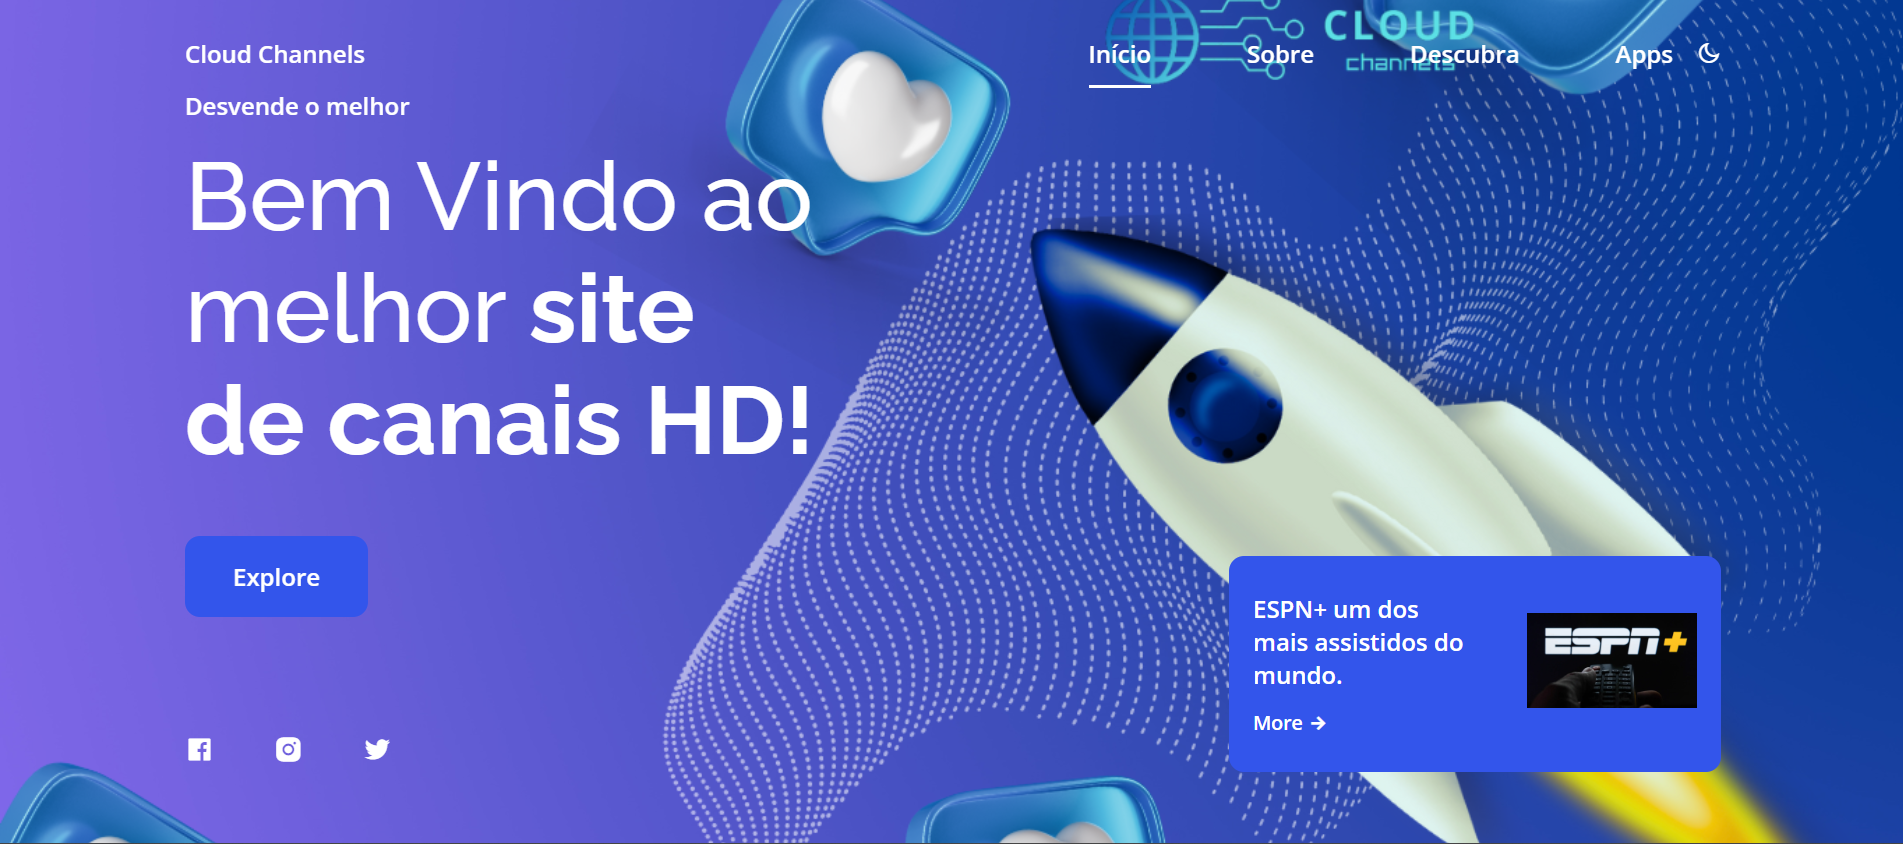 Cloud Channels
CLOUD
channels
Início
Sobre
Descubra
Apps
Desvende o melhor
Bem Vindo ao
melhor site
de canais HD!
Explore
ESPN+ um dos
mais assistidos do
mundo.
More
ESPN+